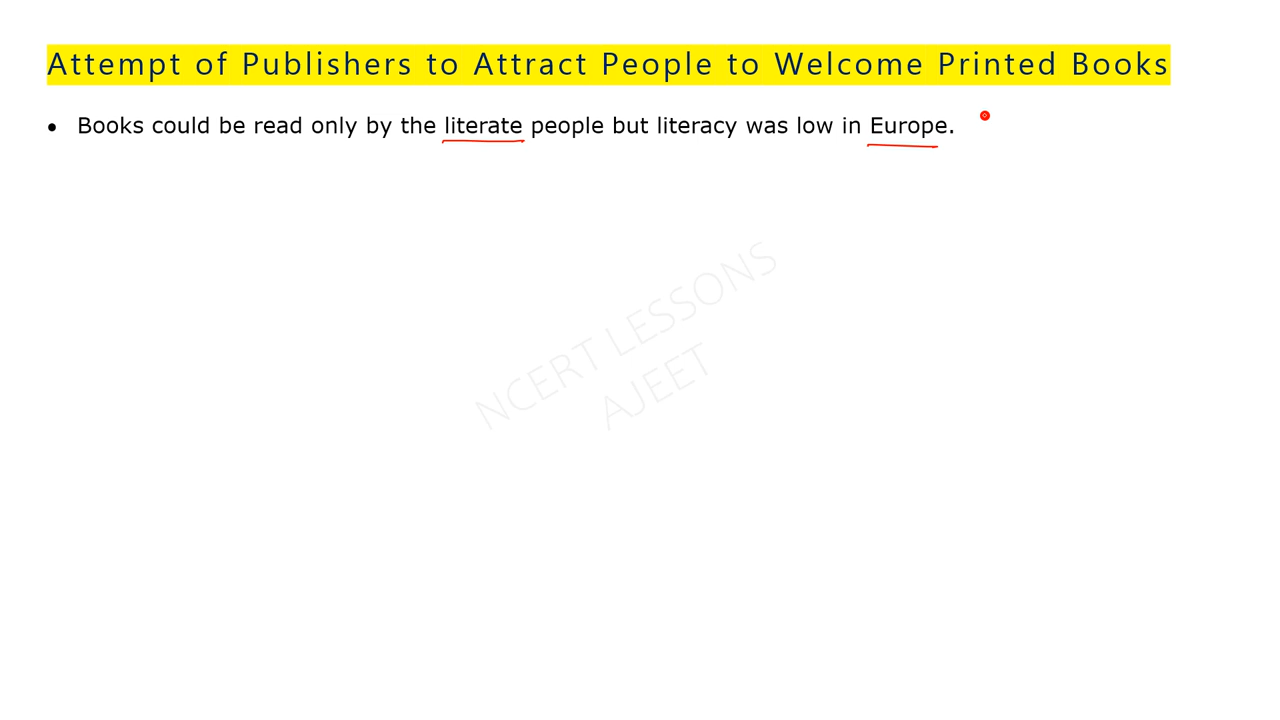 Attempt of Publishers to Attract People to Welcome Printed Books
• Books could be read only by the literate people but literacy was low in Europe.
NCERT LESSONS
AJEET